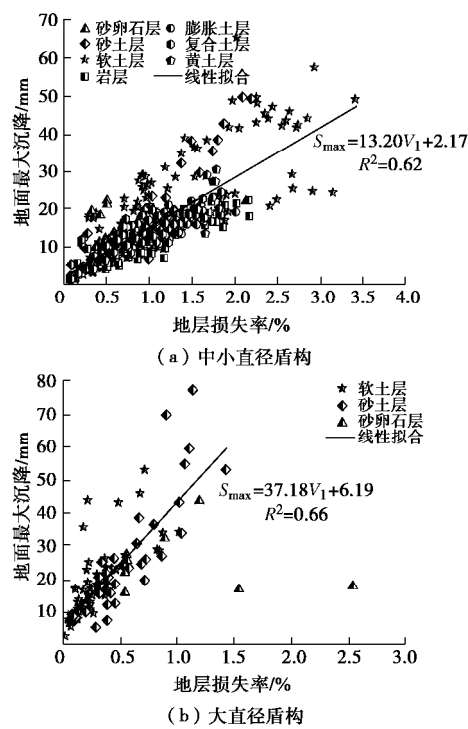 70
60
50
40
30
20
10
地面最大沉降/mm
砂卵石层 膨胀土层
砂土层 复合土层
软土层 黄土层
岩层 线性拟合
Smax=13.20V1+2.17
R²=0.62
0 0.5 1.0 1.5 2.0 2.5 3.0 3.5 4.0
地层损失率/%
(a)中小直径盾构
80
70
60
50
40
30
20
10
地面最大沉降/mm
软土层
砂土层
砂卵石层
线性拟合
Smax=37.18V1+6.19
R²=0.66
0 0.5 1.0 1.5 2.0 2.5 3.0
地层损失率/%
(b)大直径盾构